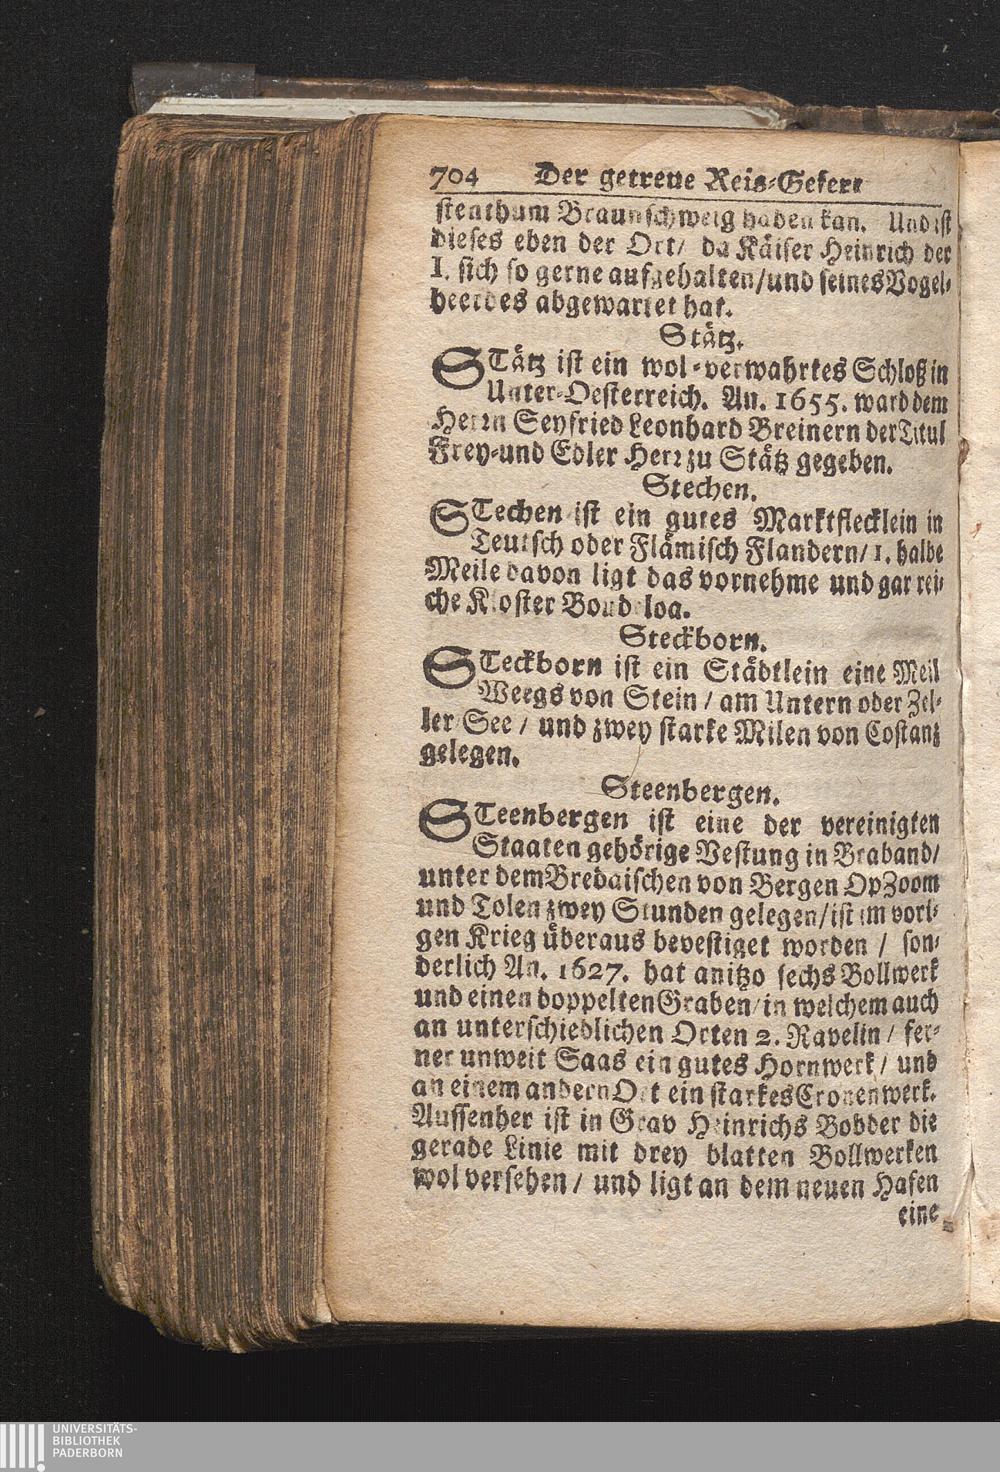 704 Der getreue Reis-Gefert
stenthum Braunschweig haben kan. Und ist
dieses eben der Ort/ da Käiser Heinrich der
I. sich so gerne aufgehalten/und seines Vogel-
heerdes abgewartet hat.
Stätz.
STätz ist ein wol-verwahrtes Schloß in
Unter-Oesterreich. An. 1655. ward dem
Herrn Seyfried Leonhard Breinern der Titul
Frey-und Edler Herr zu Stätz gegeben.
Stechen.
STechen ist ein gutes Marktflecklein in
Teutsch oder Flämisch Flandern/ 1. halbe
Meile davon ligt das vornehme und gar rei-
che Kloster Boudeloa.
Steckborn.
STeckborn ist ein Städtlein eine Meil
Weegs von Stein / am Untern oder Zel-
ler See / und zwey starke Milen von Costanz
gelegen.
Steenbergen.
STeenbergen ist eine der vereinigten
Staaten gehörige Vestung in Braband/
unter dem Bredaischen von Bergen Op Zoom
und Tolen zwey Stunden gelegen/ist im vori-
gen Krieg überaus bevestiget worden / son-
derlich An. 1627. hat anitzo sechs Bollwerk
und einen doppelten Graben/in welchem auch
an unterschiedlichen Orten 2. Ravelin / fer-
ner unweit Saas ein gutes Hornwerk / und
an einem andern Ort ein starkes Cronenwerk.
Aussenher ist in Grav Heinrichs Bobder die
gerade Linie mit drey blatten Bollwerken
wol versehen / und ligt an dem neuen Hafen
eine
UNIVERSITÄTS-
BIBLIOTHEK
PADERBORN